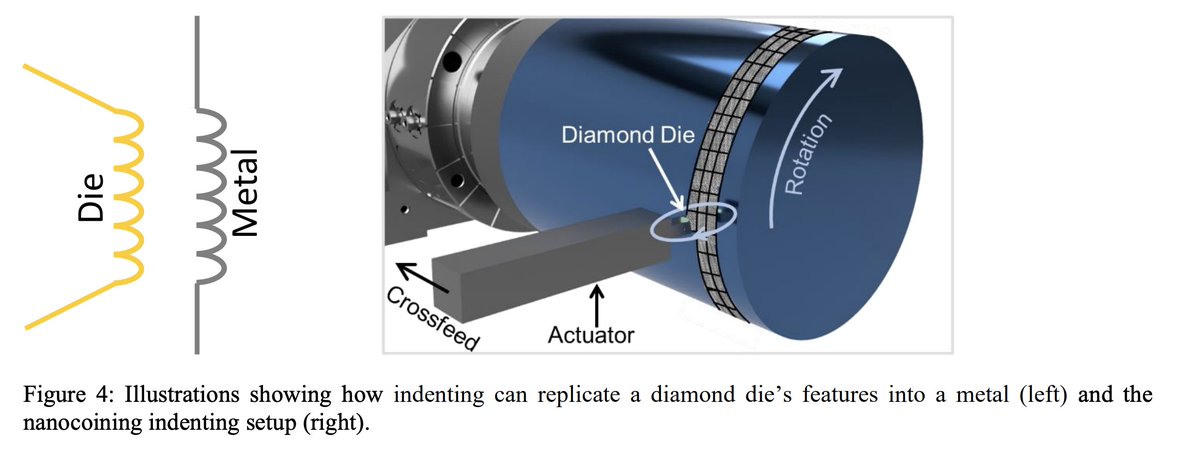 Die
Metal
Diamond Die
Rotation
Crossfeed
Actuator
Figure 4: Illustrations showing how indenting can replicate a diamond die’s features into a metal (left) and the
nanocoining indenting setup (right).